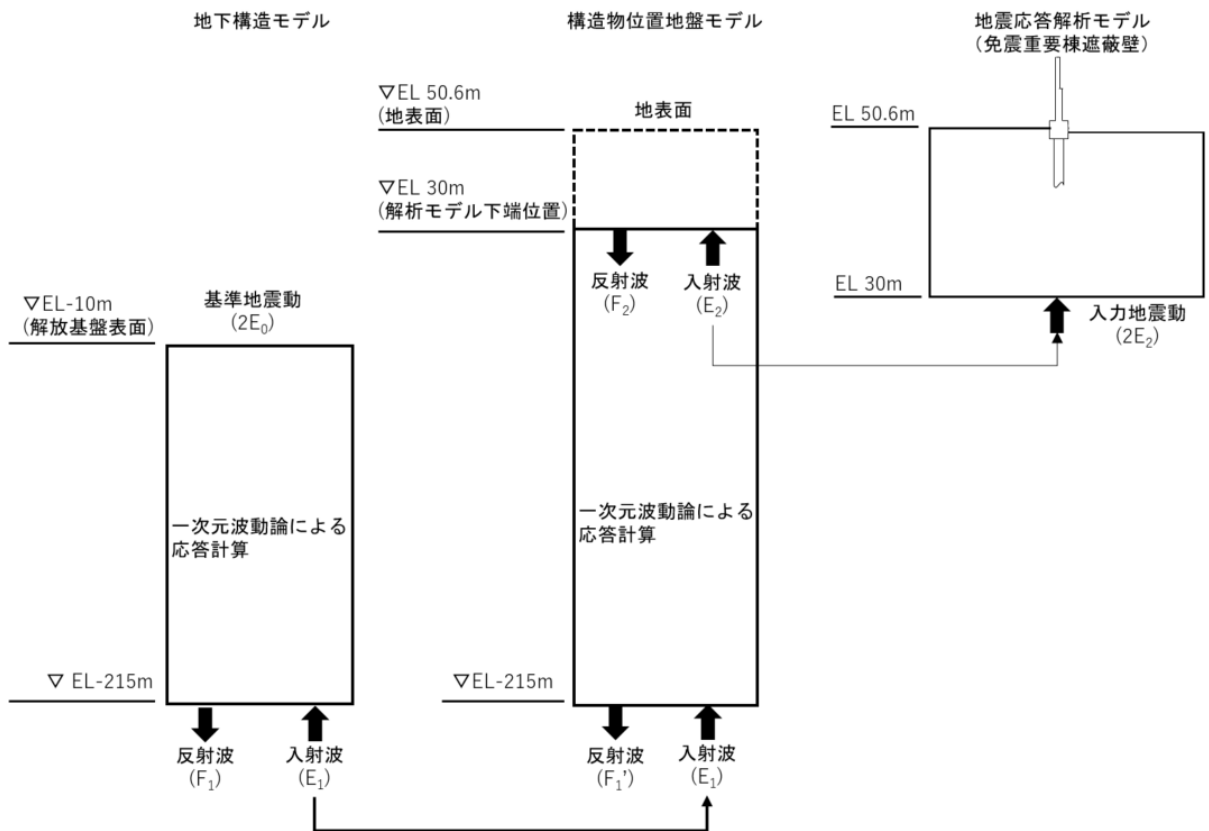 地下構造モデル
▽EL-10m
(解放基盤表面)
基準地震動
(2E₀)
一次元波動論による
応答計算
▽ EL-215m
反射波
(F₁)
入射波
(E₁)
構造物位置地盤モデル
▽EL 50.6m
(地表面)
地表面
▽EL 30m
(解析モデル下端位置)
反射波
(F₂)
入射波
(E₂)
一次元波動論による
応答計算
▽EL-215m
反射波
(F₁')
入射波
(E₁)
地震応答解析モデル
(免震重要棟遮蔽壁)
EL 50.6m
EL 30m
入力地震動
(2E₂)